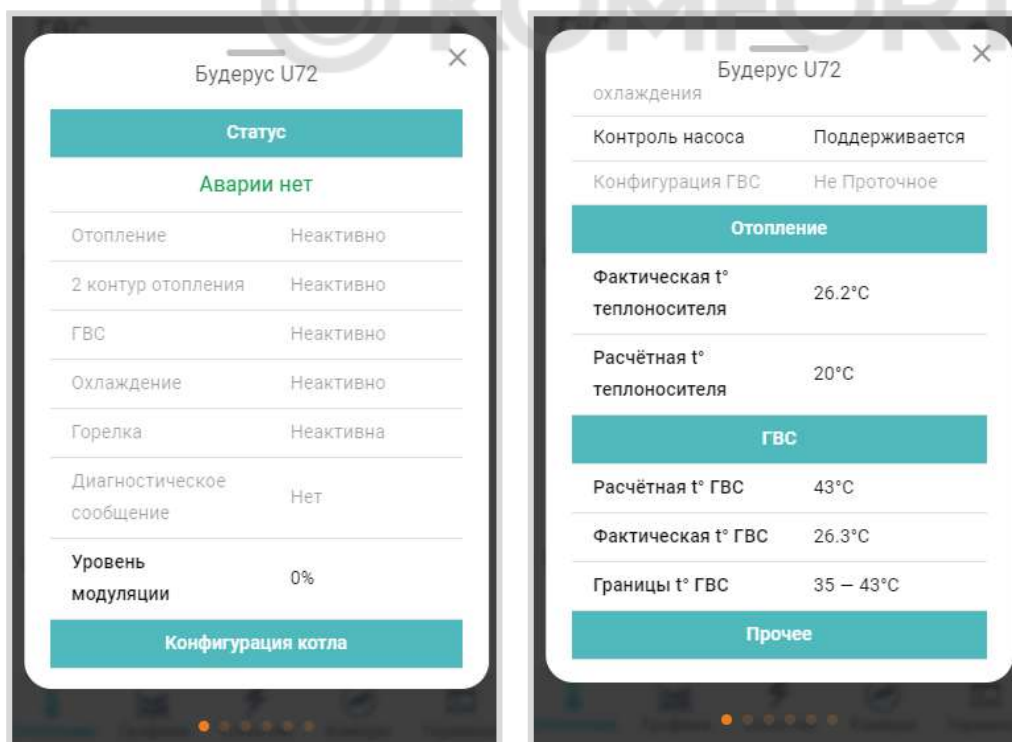 KOMFORT
Будерус U72
Статус
Аварии нет
Отопление Неактивно
2 контур отопления Неактивно
ГВС Неактивно
Охлаждение Неактивно
Горелка Неактивна
Диагностическое
сообщение Нет
Уровень
модуляции 0%
Конфигурация котла
Будерус U72
охлаждения
Контроль насоса Поддерживается
Конфигурация ГВС Не Проточное
Отопление
Фактическая t°
теплоносителя 26.2°C
Расчётная t°
теплоносителя 20°C
ГВС
Расчётная t° ГВС 43°C
Фактическая t° ГВС 26.3°C
Границы t° ГВС 35 — 43°C
Прочее